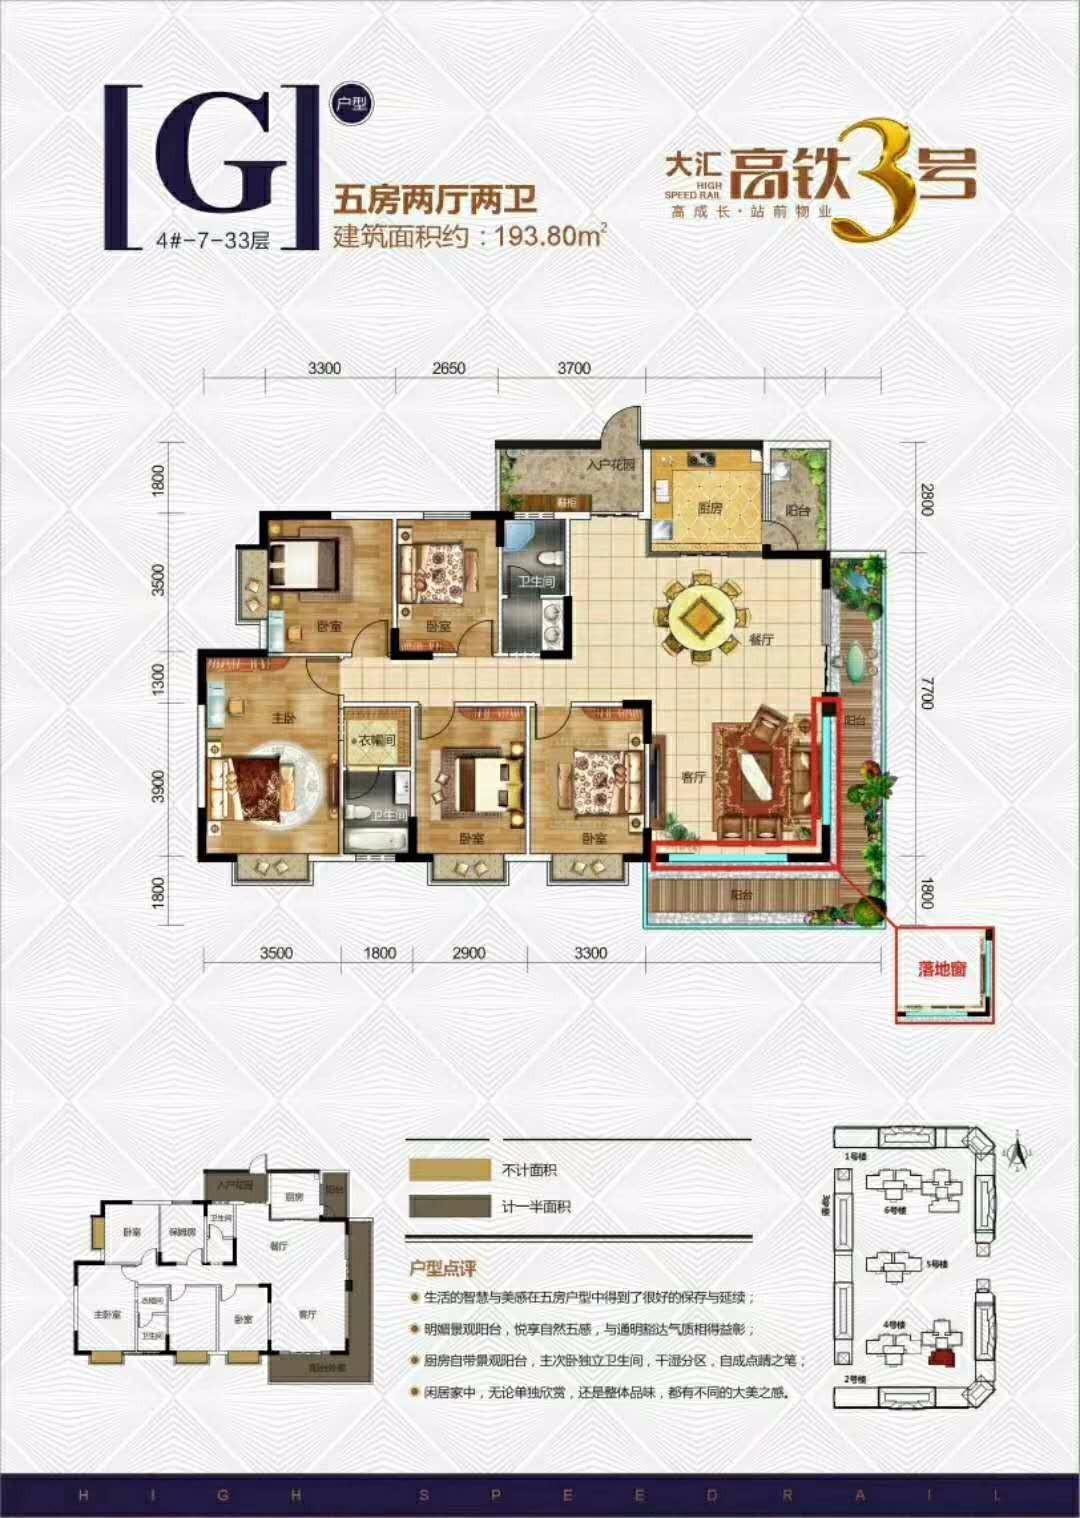 [G]
户型
4#-7-33层
五房两厅两卫
建筑面积约：193.80m²
大汇
HIGH
SPEED RAIL
高铁3号
高成长·站前物业
3300
2650
3700
1800
3500
1300
3900
1800
2800
7700
1800
入户花园
鞋柜
厨房
阳台
卧室
卧室
卫生间
餐厅
主卧
衣帽间
卫生间
卧室
卧室
客厅
阳台
阳台
3500
1800
2900
3300
落地窗
不计面积
计一半面积
入户花园
厨房
阳台
卧室
保姆房
卫生间
餐厅
主卧室
衣帽间
卫生间
卧室
客厅
户型点评
生活的智慧与美感在五房户型中得到了很好的保存与延续；
明媚景观阳台，悦享自然五感，与通明豁达气质相得益彰；
厨房自带景观阳台，主次卧独立卫生间，干湿分区，自成点睛之笔；
闲居家中，无论单独欣赏，还是整体品味，都有不同的大美之感。
1号楼
6号楼
5号楼
4号楼
2号楼
HIGH SPEEDRAIL